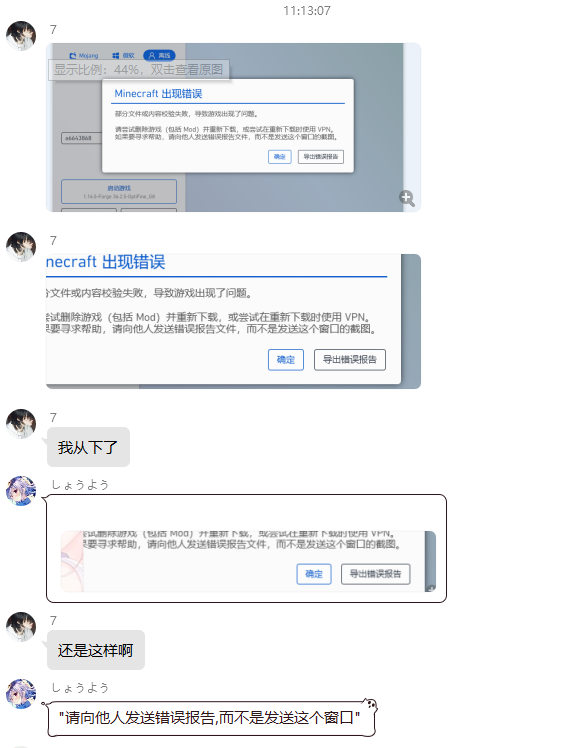 11:13:07
7
Mojang 微软 离线
显示比例：44%，双击查看原图
Minecraft 出现错误
部分文件或内容校验失败，导致游戏出现了问题。
请尝试删除游戏（包括 Mod）并重新下载，或尝试在重新下载时使用 VPN。
如果要寻求帮助，请向他人发送错误报告文件，而不是发送这个窗口的截图。
确定 导出错误报告
启动游戏
7
necraft 出现错误
分文件或内容校验失败，导致游戏出现了问题。
尝试删除游戏（包括 Mod）并重新下载，或尝试在重新下载时使用 VPN。
果要寻求帮助，请向他人发送错误报告文件，而不是发送这个窗口的截图。
确定 导出错误报告
7
我从下了
しょうよう
尝试删除游戏（包括 Mod）并重新下载，或尝试在重新下载时使用 VPN。
果要寻求帮助，请向他人发送错误报告文件，而不是发送这个窗口的截图。
确定 导出错误报告
7
还是这样啊
しょうよう
"请向他人发送错误报告,而不是发送这个窗口"